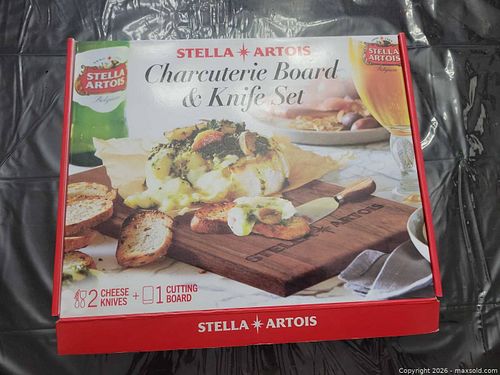 STELLA ARTOIS
Charcuterie Board
& Knife Set
STELLA
ARTOIS
Belgium
STELLA
ARTOIS
STELLA ARTOIS
2 CHEESE
KNIVES
+ 1 CUTTING
BOARD
STELLA ARTOIS
Copyright 2026 - maxsold.com